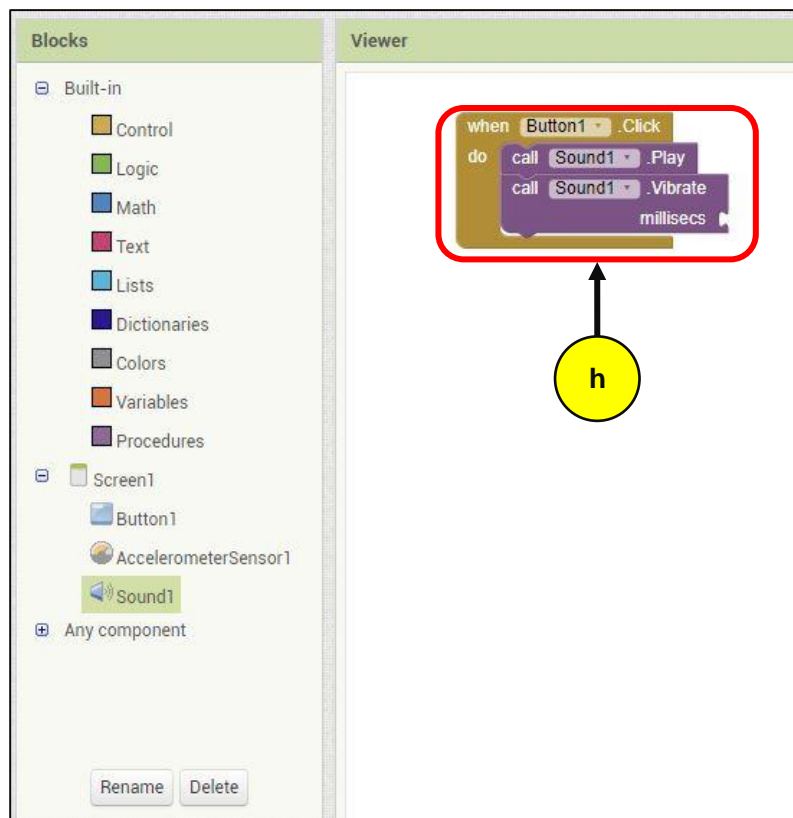 Blocks
Built-in
Control
Logic
Math
Text
Lists
Dictionaries
Colors
Variables
Procedures
Screen1
Button1
AccelerometerSensor1
Sound1
Any component
Rename Delete
Viewer
when Button1 .Click
do call Sound1 .Play
call Sound1 .Vibrate
millisecs
h